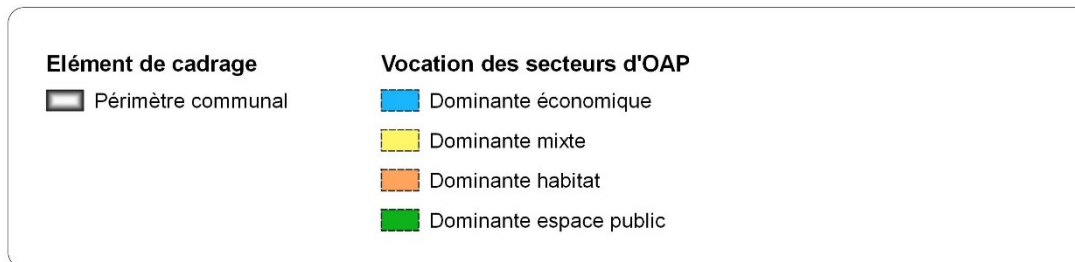 Elément de cadrage
Périmètre communal
Vocation des secteurs d'OAP
Dominante économique
Dominante mixte
Dominante habitat
Dominante espace public